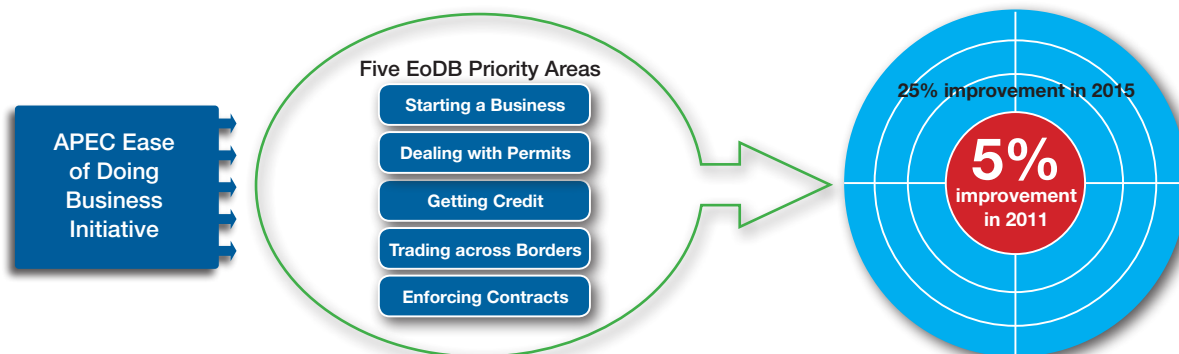 APEC Ease
of Doing
Business
Initiative
Five EoDB Priority Areas
Starting a Business
Dealing with Permits
Getting Credit
Trading across Borders
Enforcing Contracts
25% improvement in 2015
5%
improvement
in 2011